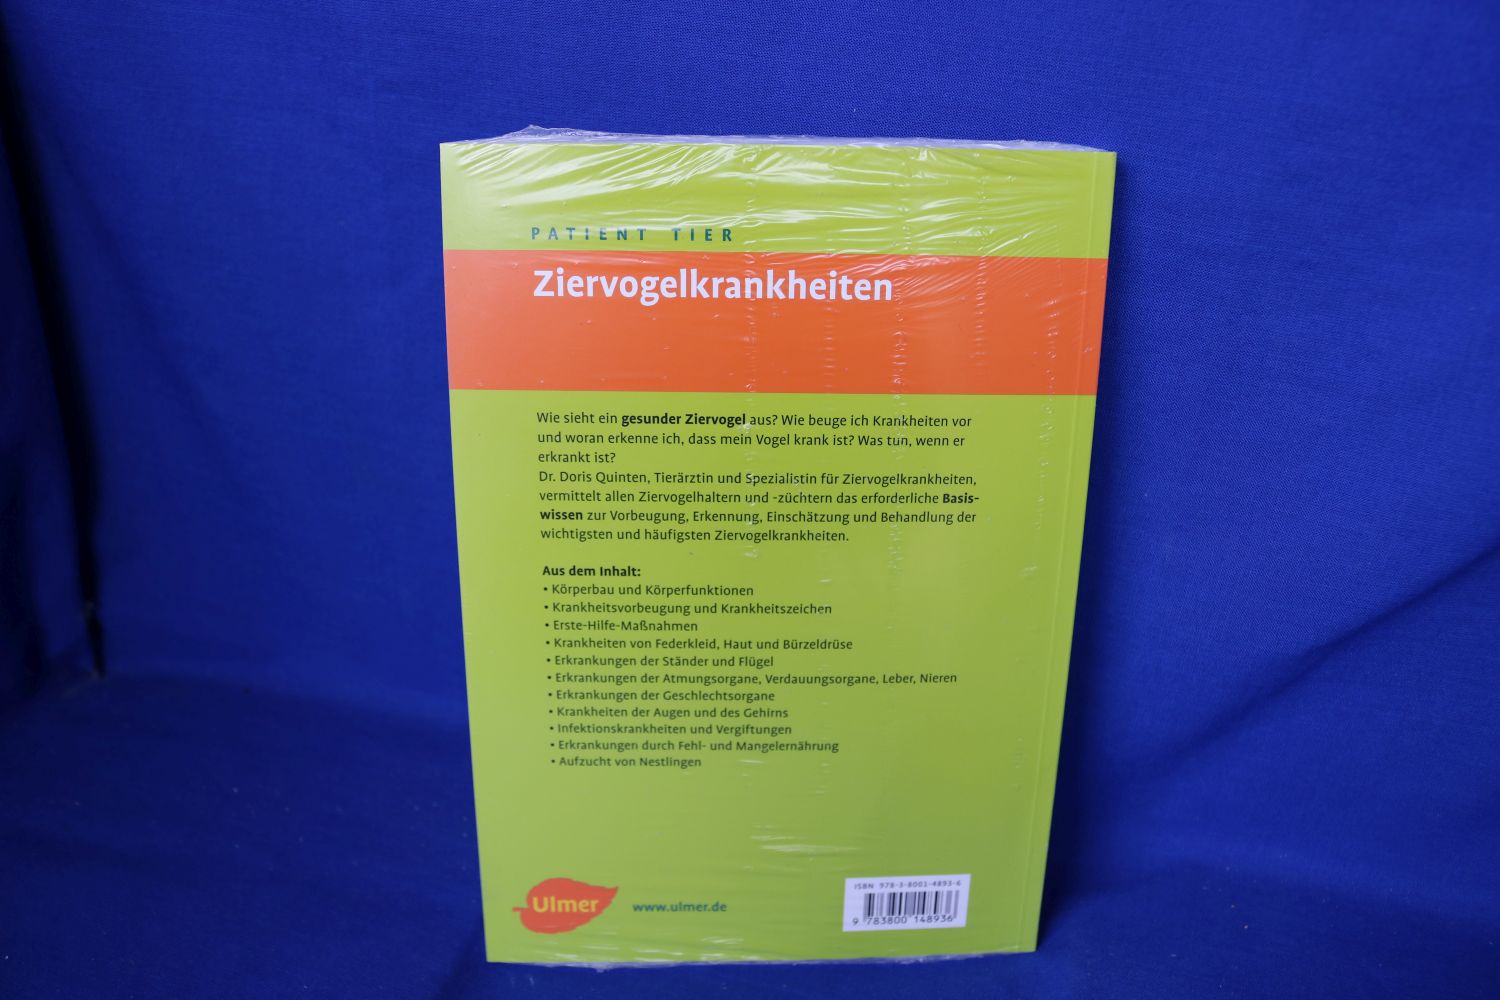 PATIENT TIER
Ziervogelkrankheiten
Wie sieht ein gesunder Ziervogel aus? Wie beuge ich Krankheiten vor
und woran erkenne ich, dass mein Vogel krank ist? Was tun, wenn er
erkrankt ist?
Dr. Doris Quinten, Tierärztin und Spezialistin für Ziervogelkrankheiten,
vermittelt allen Ziervogelhaltern und -züchtern das erforderliche Basis-
wissen zur Vorbeugung, Erkennung, Einschätzung und Behandlung der
wichtigsten und häufigsten Ziervogelkrankheiten.
Aus dem Inhalt:
• Körperbau und Körperfunktionen
• Krankheitsvorbeugung und Krankheitszeichen
• Erste-Hilfe-Maßnahmen
• Krankheiten von Federkleid, Haut und Bürzeldrüse
• Erkrankungen der Ständer und Flügel
• Erkrankungen der Atmungsorgane, Verdauungsorgane, Leber, Nieren
• Erkrankungen der Geschlechtsorgane
• Krankheiten der Augen und des Gehirns
• Infektionskrankheiten und Vergiftungen
• Erkrankungen durch Fehl- und Mangelernährung
• Aufzucht von Nestlingen
ISBN 978-3-8001-4893-6
Ulmer www.ulmer.de
9 783800 148936